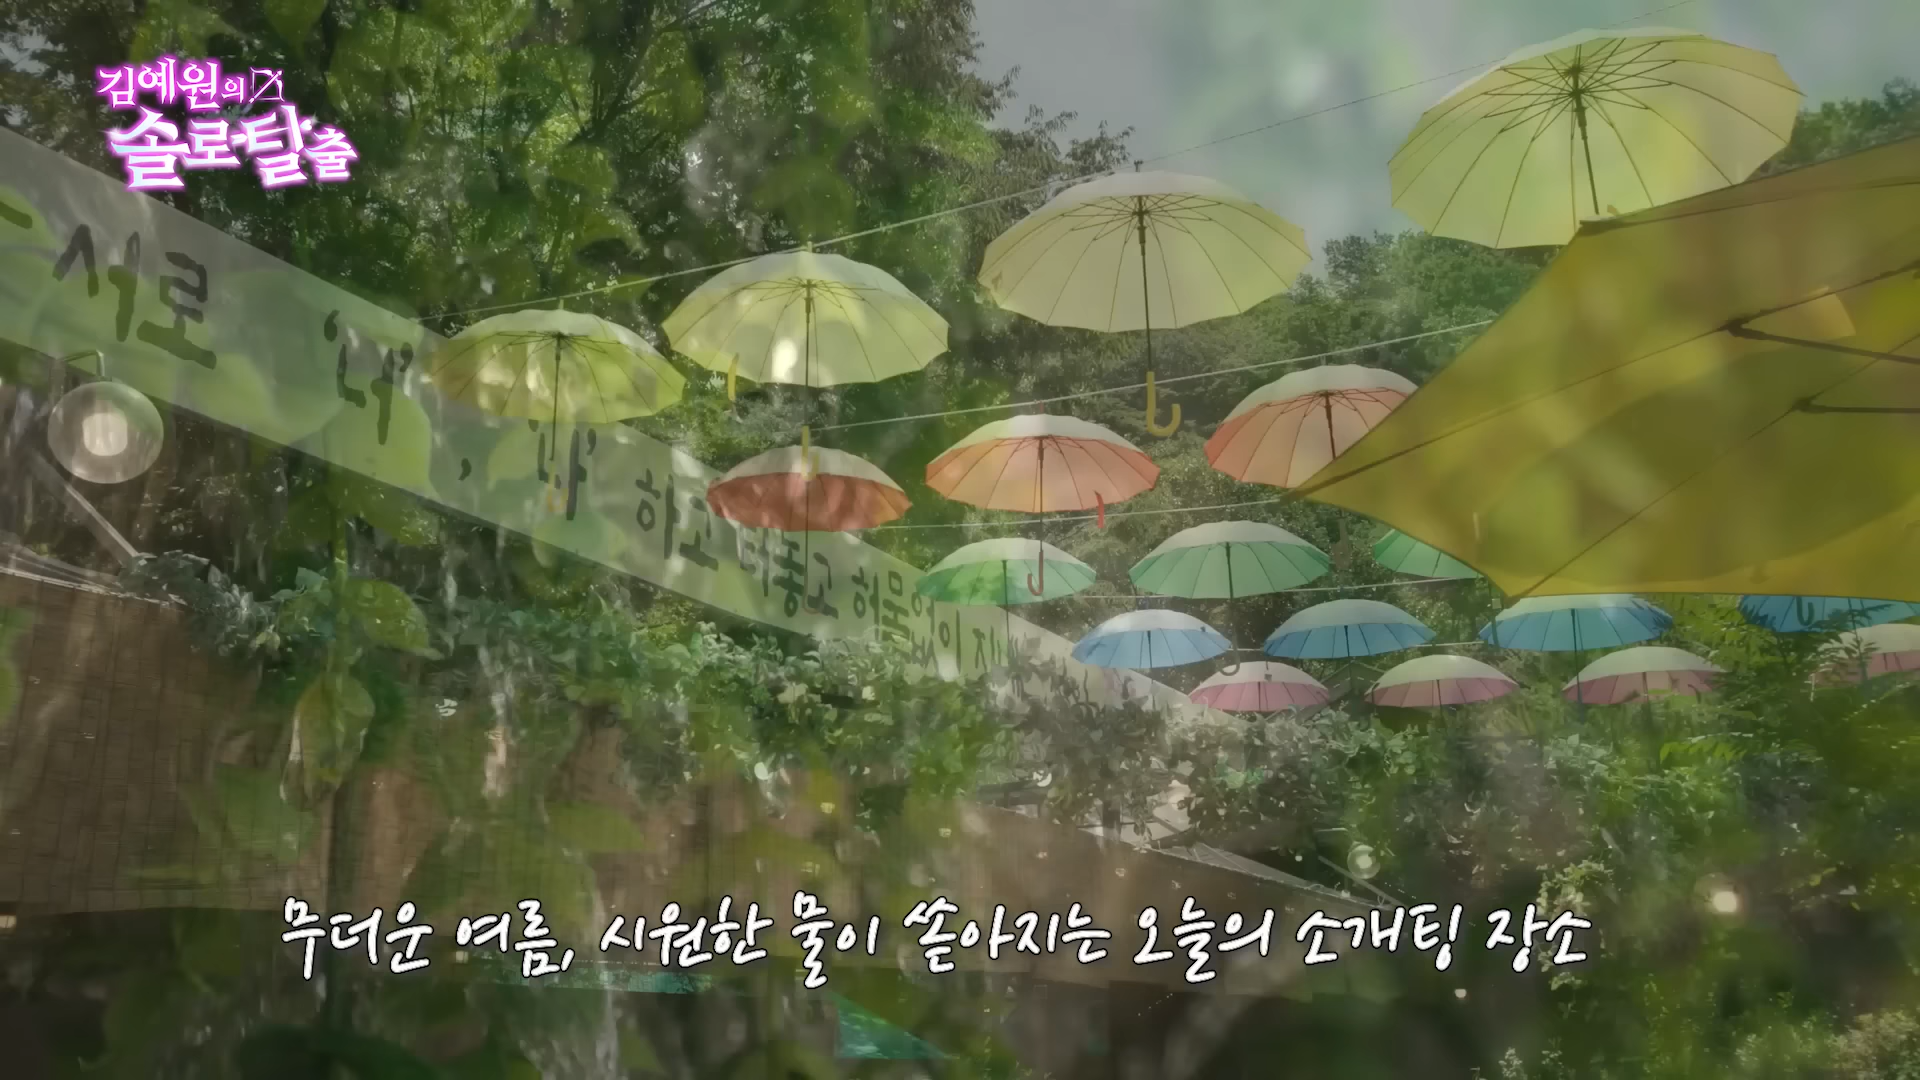 김예원의
솔로탈출
서로 '너', '나' 하고 터놓고 허물없이 지
무더운 여름, 시원한 물이 쏟아지는 오늘의 소개팅 장소